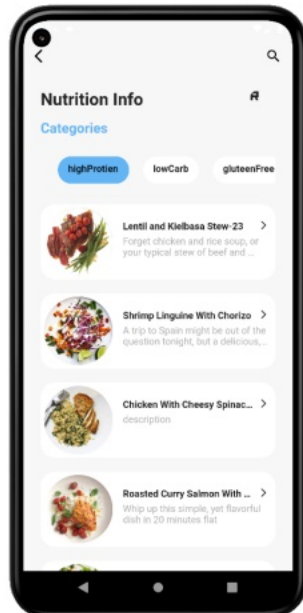 Nutrition Info
Categories
highProtien
lowCarb
gluteenFree
Lentil and Kielbasa Stew-23
Forget chicken and rice soup, or
your typical stew of beef and ...
Shrimp Linguine With Chorizo
A trip to Spain might be out of the
question tonight, but a delicious,...
Chicken With Cheesy Spinac...
description
Roasted Curry Salmon With ...
Whip up this simple, yet flavorful
dish in 20 minutes flat